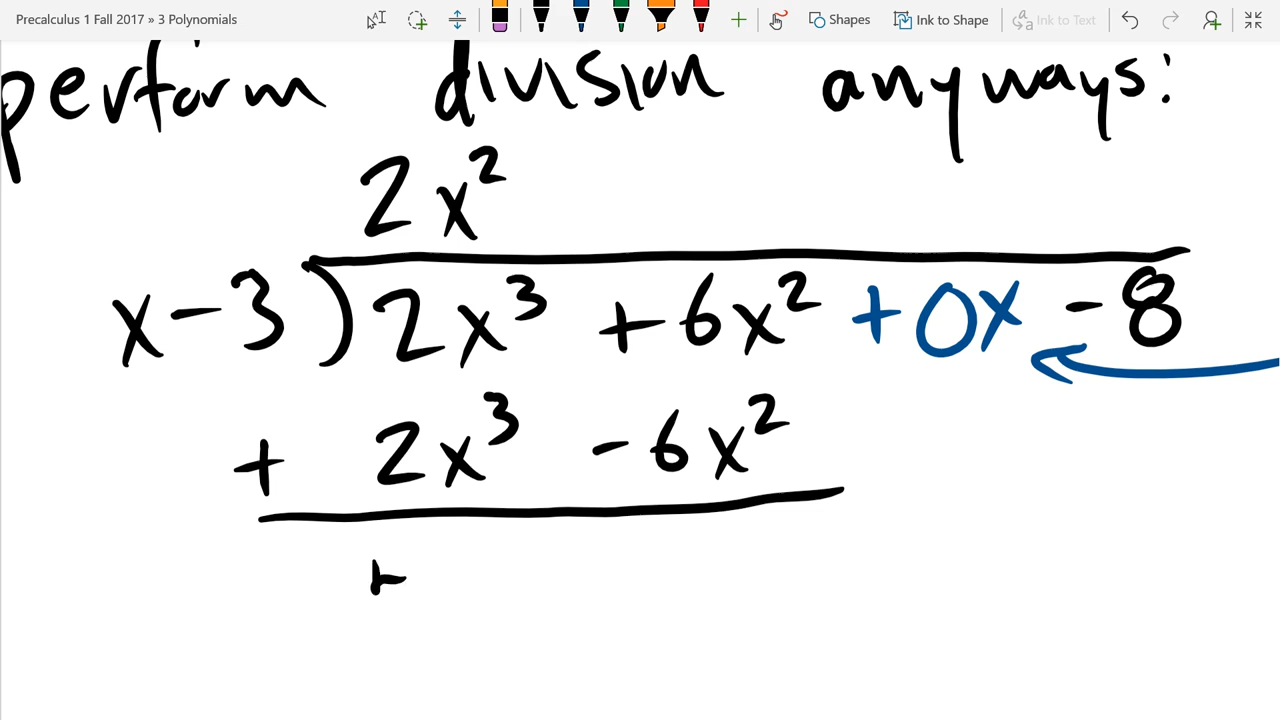 Precalculus 1 Fall 2017 » 3 Polynomials
Shapes
Ink to Shape
Ink to Text
perform division anyways:
2x²
x-3)2x³ +6x² +0x -8
+ 2x³ -6x²